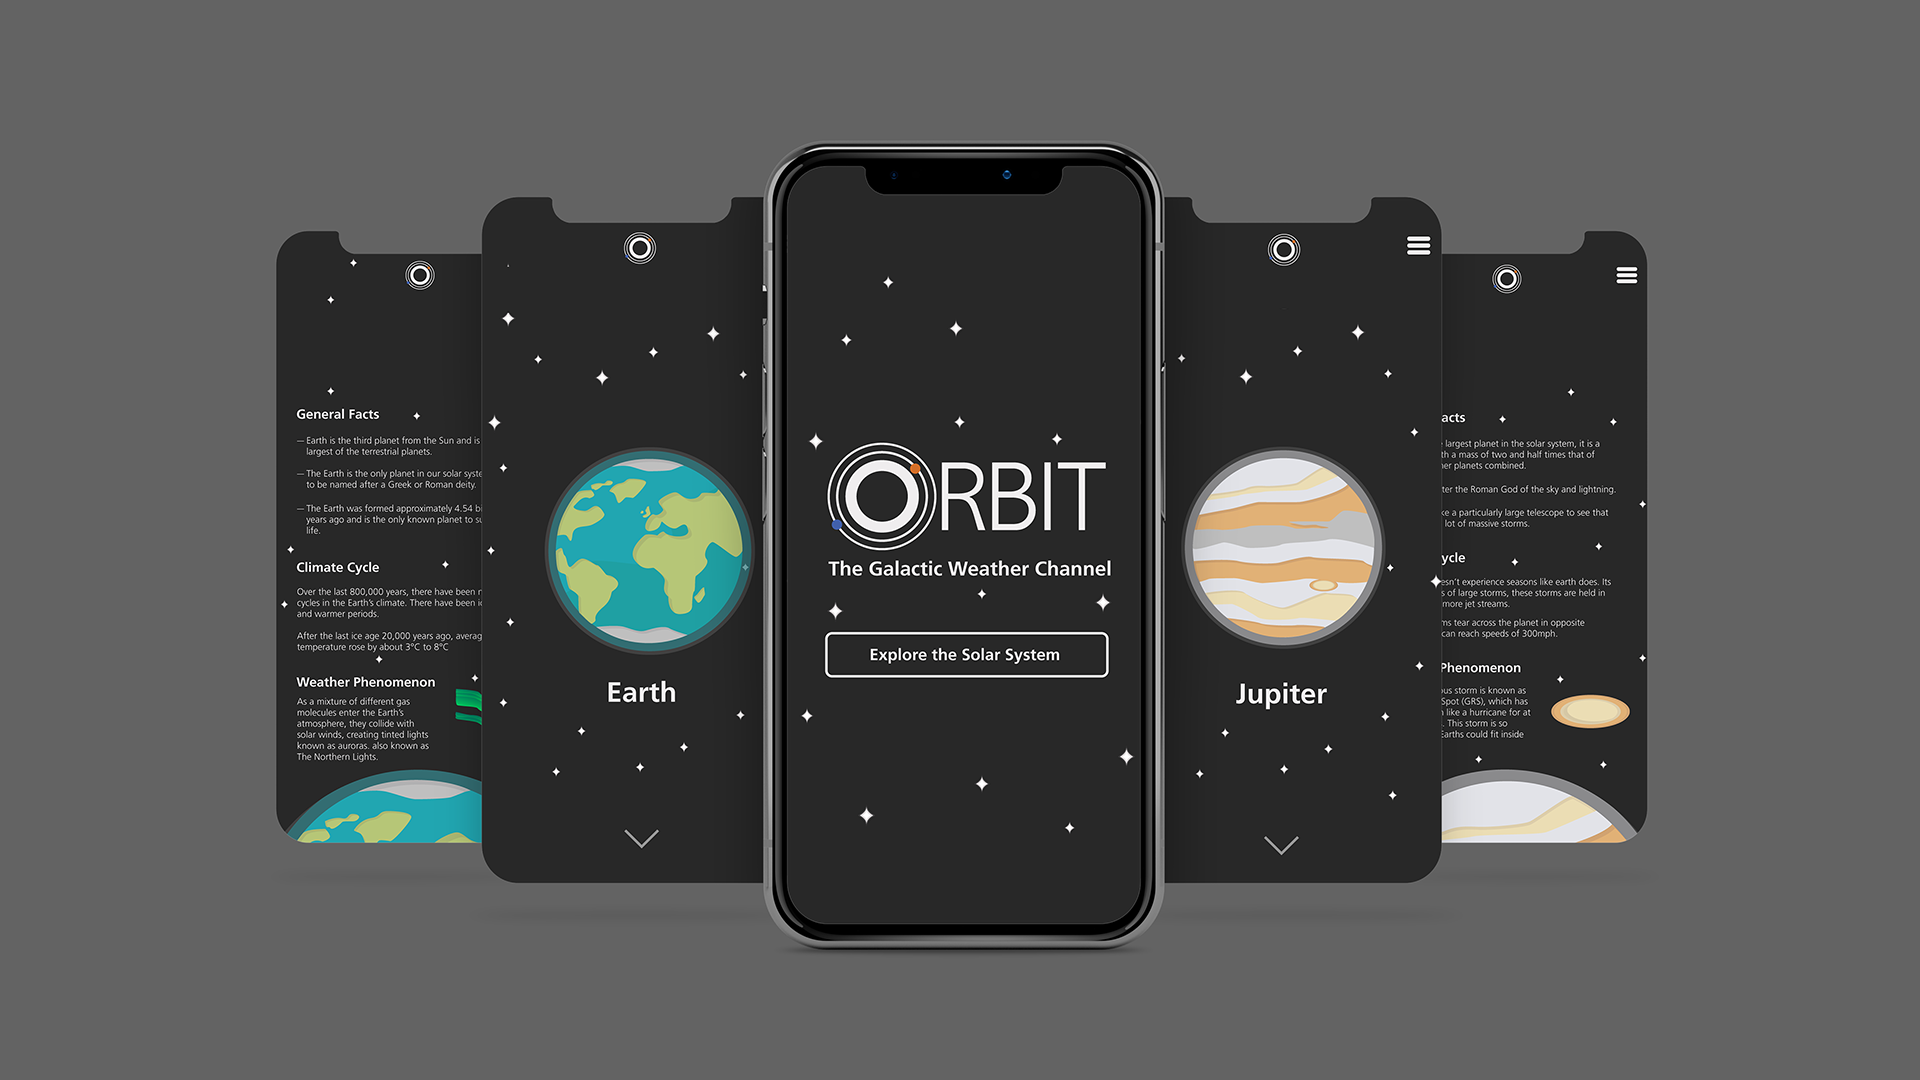 General Facts
— Earth is the third planet from the Sun and is
largest of the terrestrial planets.
— The Earth is the only planet in our solar syste
to be named after a Greek or Roman deity.
— The Earth was formed approximately 4.54 bi
years ago and is the only known planet to su
life.
Climate Cycle
Over the last 800,000 years, there have been
cycles in the Earth's climate. There have been
and warmer periods.
After the last ice age 20,000 years ago, averag
temperature rose by about 3°C to 8°C
Weather Phenomenon
As a mixture of different gas
molecules enter the Earth's
atmosphere, they collide with
solar winds, creating tinted lights
known as auroras. also known as
The Northern Lights.
Earth
ORBIT
The Galactic Weather Channel
Explore the Solar System
Jupiter
acts
largest planet in the solar system, it is a
th a mass of two and half times that of
ner planets combined.
ter the Roman God of the sky and lightning.
ke a particularly large telescope to see that
lot of massive storms.
ycle
esn't experience seasons like earth does. Its
s of large storms, these storms are held in
more jet streams.
ms tear across the planet in opposite
can reach speeds of 300mph.
Phenomenon
ous storm is known as
Spot (GRS), which has
like a hurricane for at
. This storm is so
Earths could fit inside